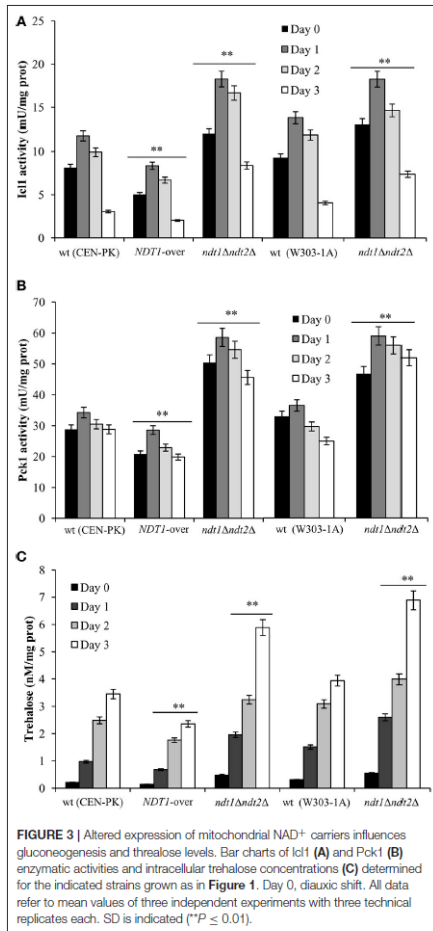 A
Icl1 activity (mU/mg prot)
25
20
15
10
5
0
Day 0
Day 1
Day 2
Day 3
**
**
**
wt (CEN-PK)
NDT1-over
ndt1Δndt2Δ
wt (W303-1A)
ndt1Δndt2Δ
B
Pck1 activity (mU/mg prot)
70
60
50
40
30
20
10
0
Day 0
Day 1
Day 2
Day 3
**
**
**
wt (CEN-PK)
NDT1-over
ndt1Δndt2Δ
wt (W303-1A)
ndt1Δndt2Δ
C
Trehalose (nM/mg prot)
8
7
6
5
4
3
2
1
0
Day 0
Day 1
Day 2
Day 3
**
**
**
wt (CEN-PK)
NDT1-over
ndt1Δndt2Δ
wt (W303-1A)
ndt1Δndt2Δ
FIGURE 3 | Altered expression of mitochondrial NAD+ carriers influences
gluconeogenesis and threalose levels. Bar charts of Icl1 (A) and Pck1 (B)
enzymatic activities and intracellular trehalose concentrations (C) determined
for the indicated strains grown as in Figure 1. Day 0, diauxic shift. All data
refer to mean values of three independent experiments with three technical
replicates each. SD is indicated (**P ≤ 0.01).